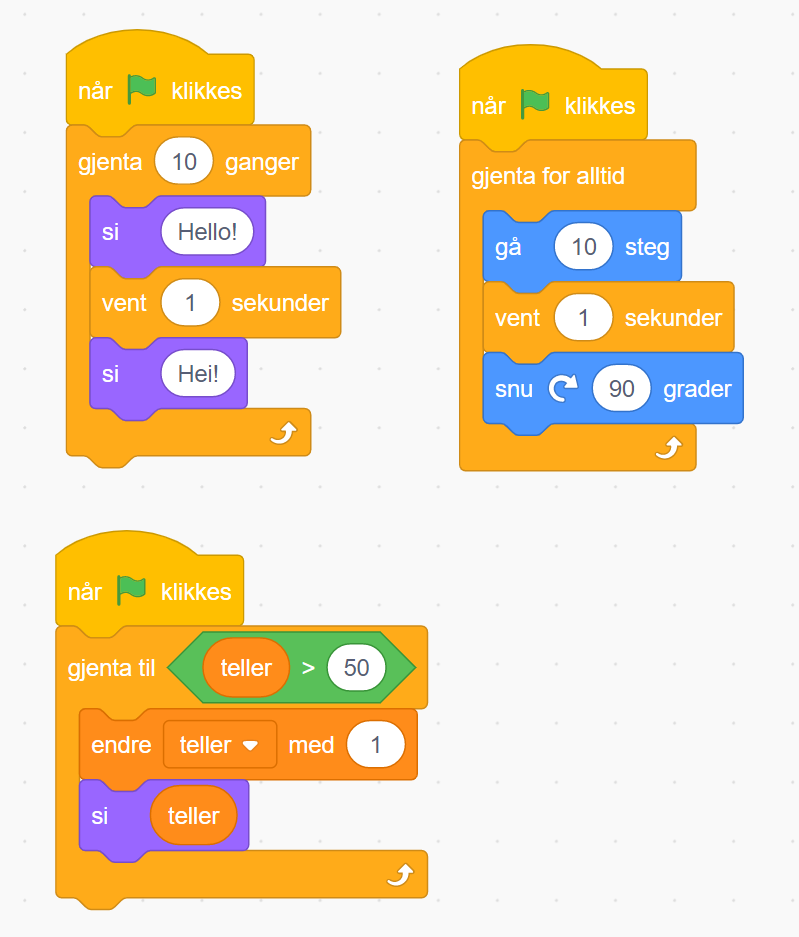 når klikkes
gjenta 10 ganger
si Hello!
vent 1 sekunder
si Hei!
når klikkes
gjenta for alltid
gå 10 steg
vent 1 sekunder
snu 90 grader
når klikkes
gjenta til teller > 50
endre teller med 1
si teller